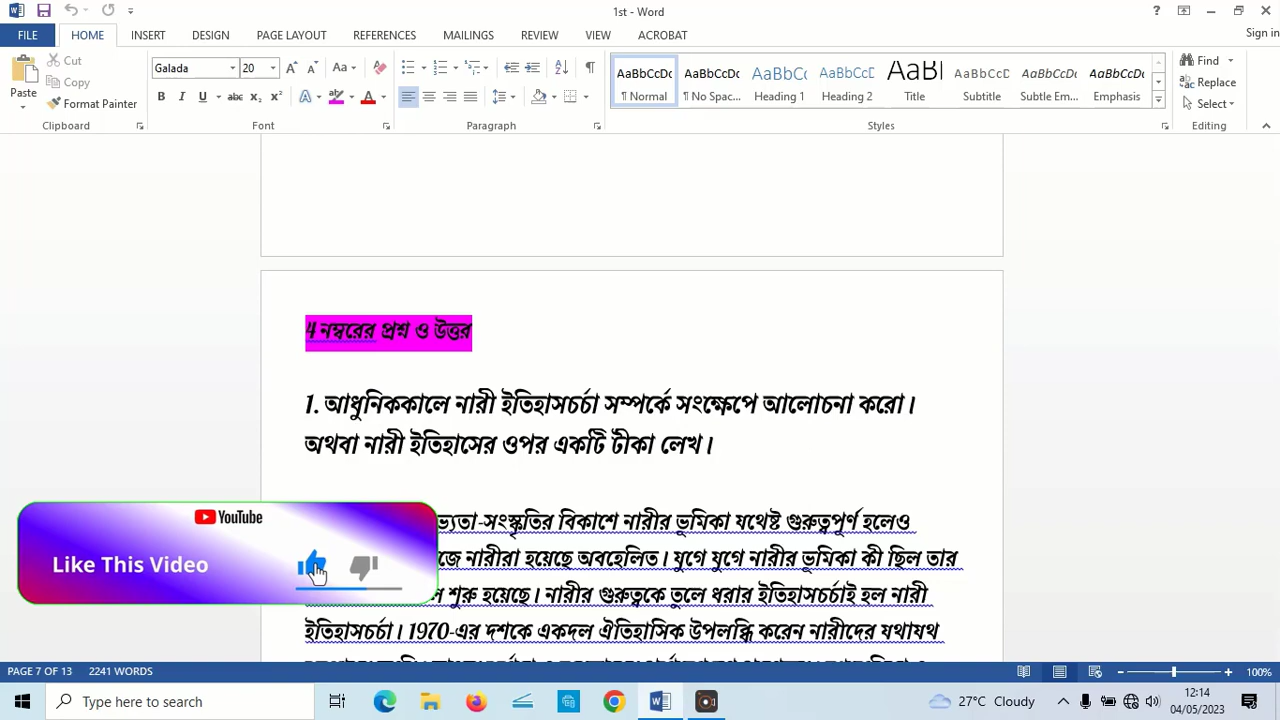 1st - Word
Sign in
FILE HOME INSERT DESIGN PAGE LAYOUT REFERENCES MAILINGS REVIEW VIEW ACROBAT
Cut
Copy
Format Painter
Paste
Galada 20
AaBbCcDc AaBbCcDc AaBbCc AaBbCcD AaBl AaBbCcD AaBbCcDc AaBbCcDc
¶ Normal ¶ No Spac... Heading 1 Heading 2 Title Subtitle Subtle Em... Emphasis
Find
Replace
Select
Clipboard Font Paragraph Styles Editing
4 নম্বরের প্রশ্ন ও উত্তর
1. আধুনিককালে নারী ইতিহাসচর্চা সম্পর্কে সংক্ষেপে আলোচনা করো।
অথবা নারী ইতিহাসের ওপর একটি টীকা লেখ।
-সংস্কৃতির বিকাশে নারীর ভূমিকা যথেষ্ট গুরুত্বপূর্ণ হলেও
নারীরা হয়েছে অবহেলিত। যুগে যুগে নারীর ভূমিকা কী ছিল তার
শুরু হয়েছে। নারীর গুরুত্বকে তুলে ধরার ইতিহাসচর্চাই হল নারী
ইতিহাসচর্চা। 1970-এর দশকে একদল ঐতিহাসিক উপলব্ধি করেন নারীদের যথাযথ
YouTube
Like This Video
PAGE 7 OF 13 2241 WORDS 100%
Type here to search
27°C Cloudy
12:14
04/05/2023